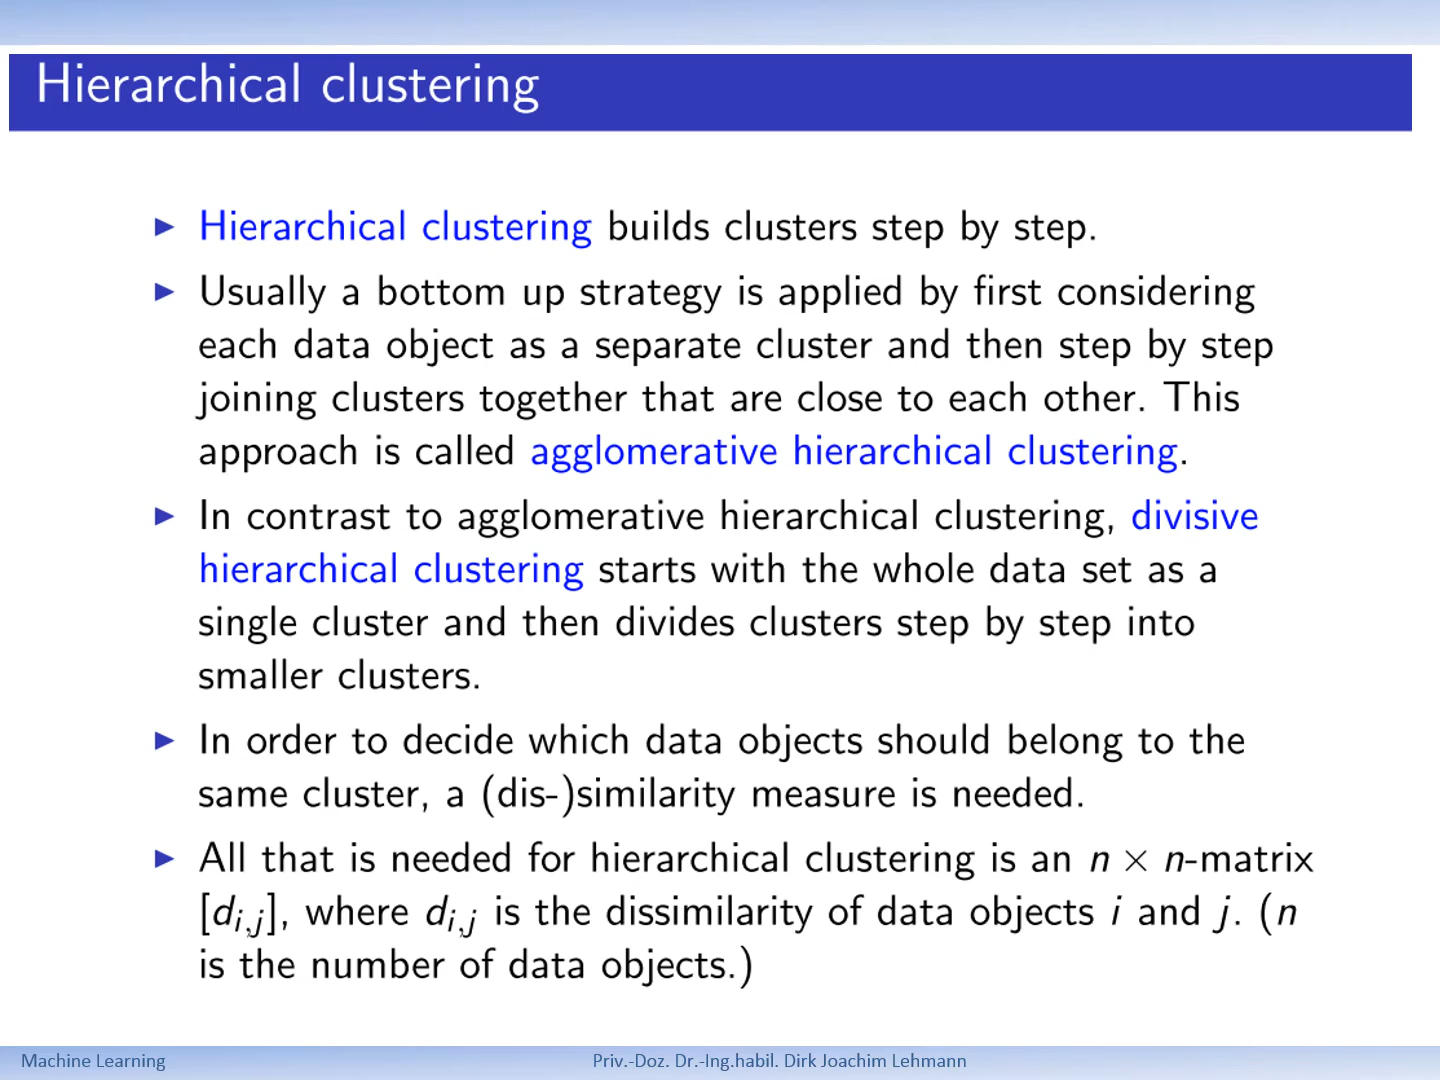 Hierarchical clustering
▶ Hierarchical clustering builds clusters step by step.
▶ Usually a bottom up strategy is applied by first considering
each data object as a separate cluster and then step by step
joining clusters together that are close to each other. This
approach is called agglomerative hierarchical clustering.
▶ In contrast to agglomerative hierarchical clustering, divisive
hierarchical clustering starts with the whole data set as a
single cluster and then divides clusters step by step into
smaller clusters.
▶ In order to decide which data objects should belong to the
same cluster, a (dis-)similarity measure is needed.
▶ All that is needed for hierarchical clustering is an n × n-matrix
[d_{i,j}], where d_{i,j} is the dissimilarity of data objects i and j. (n
is the number of data objects.)
Machine Learning
Priv.-Doz. Dr.-Ing.habil. Dirk Joachim Lehmann